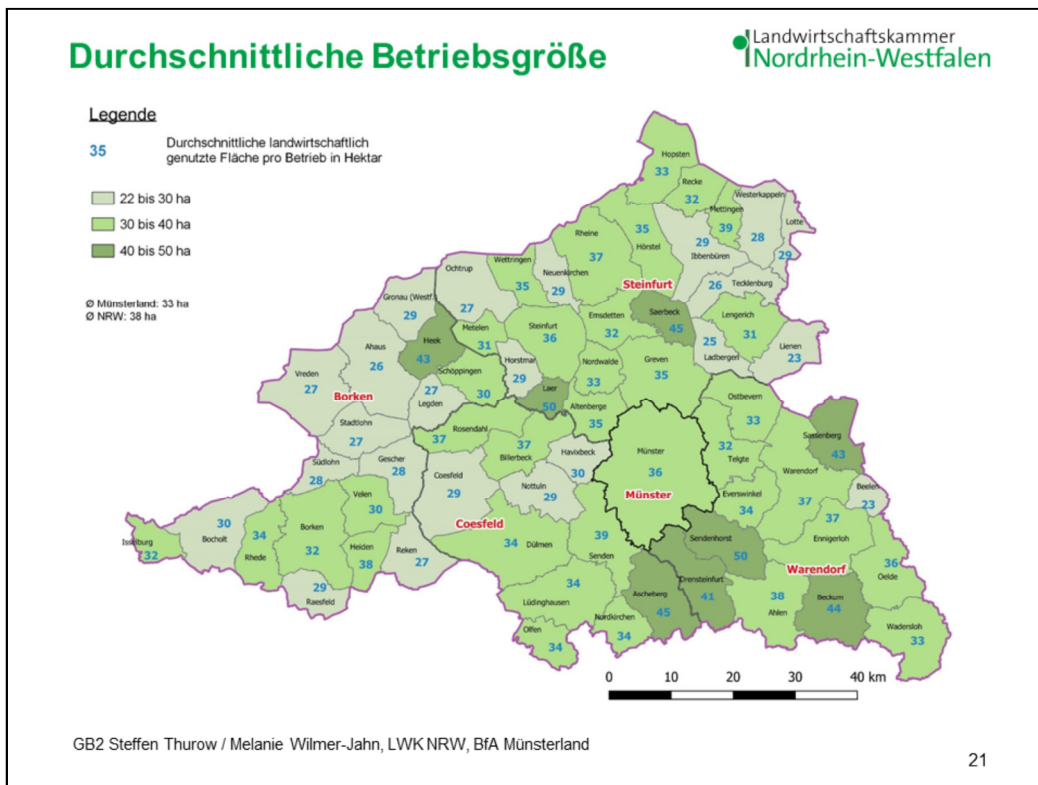 Durchschnittliche Betriebsgröße
Landwirtschaftskammer
Nordrhein-Westfalen
Legende
35 Durchschnittliche landwirtschaftlich
genutzte Fläche pro Betrieb in Hektar
22 bis 30 ha
30 bis 40 ha
40 bis 50 ha
Ø Münsterland: 33 ha
Ø NRW: 38 ha
Hopsten
33
Recke
32
Westerkappeln
28
Mettingen
39
Lotte
29
Rheine
37
35
Hörstel
29
Ibbenbüren
Wettringen
35
Neuenkirchen
29
Ochtrup
27
Steinfurt
26
Tecklenburg
Gronau (Westf.)
29
Saerbeck
45
Lengerich
31
Emsdetten
32
Steinfurt
36
Metelen
31
Heek
43
Ahaus
26
25
Ladbergen
Lienen
23
Horstmar
29
Nordwalde
33
Greven
35
Schöppingen
30
Vreden
27
Borken
27
Legden
Laer
50
Altenberge
35
Ostbevern
33
Stadtlohn
27
37
Rosendahl
37
Billerbeck
Havixbeck
30
Münster
36
Münster
32
Telgte
Sassenberg
43
Warendorf
37
Südlohn
28
Gescher
28
Coesfeld
29
Nottuln
29
Everswinkel
34
Beelen
23
37
Ennigerloh
Velen
30
Coesfeld
Bocholt
30
34
Rhede
Borken
32
Isselburg
32
Heiden
38
Reken
27
34
Dülmen
39
Senden
Sendenhorst
50
Warendorf
36
Oelde
29
Raesfeld
34
Lüdinghausen
Ascheberg
45
Drensteinfurt
41
38
Ahlen
Beckum
44
Nordkirchen
34
Olfen
34
Wadersloh
33
0 10 20 30 40 km
GB2 Steffen Thurow / Melanie Wilmer-Jahn, LWK NRW, BfA Münsterland
21